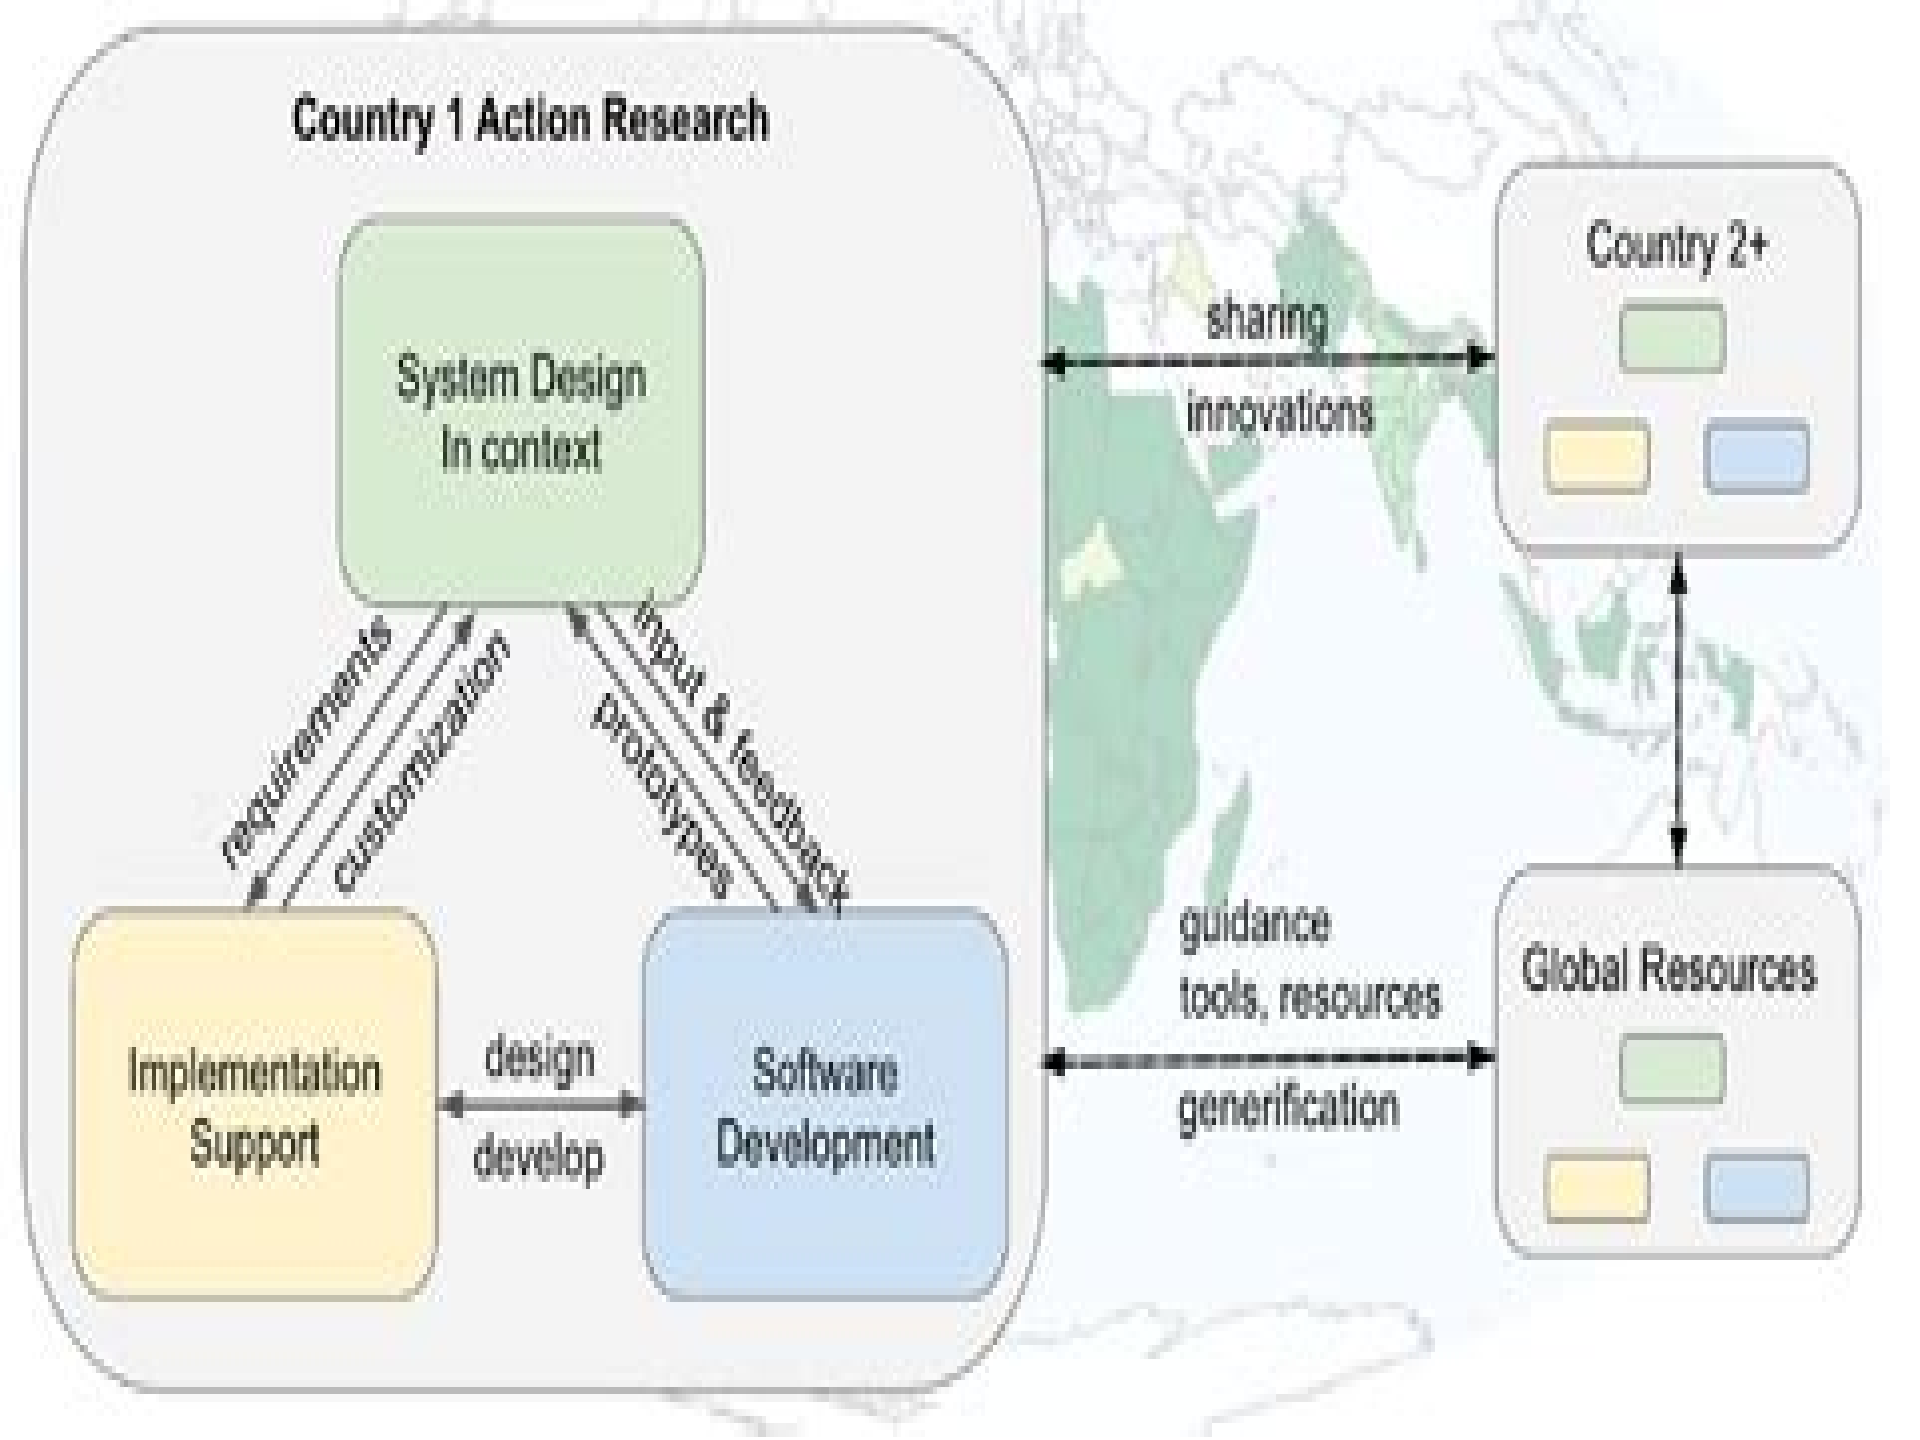 Country 1 Action Research
System Design
In context
requirements
customization
input & feedback
prototypes
Implementation
Support
design
develop
Software
Development
sharing
innovations
Country 2+
guidance
tools, resources
generification
Global Resources